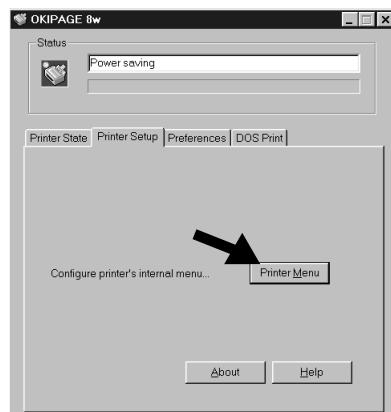 OKIPAGE 8w
Status
Power saving
Printer State Printer Setup Preferences DOS Print
Configure printer's internal menu... Printer Menu
About Help